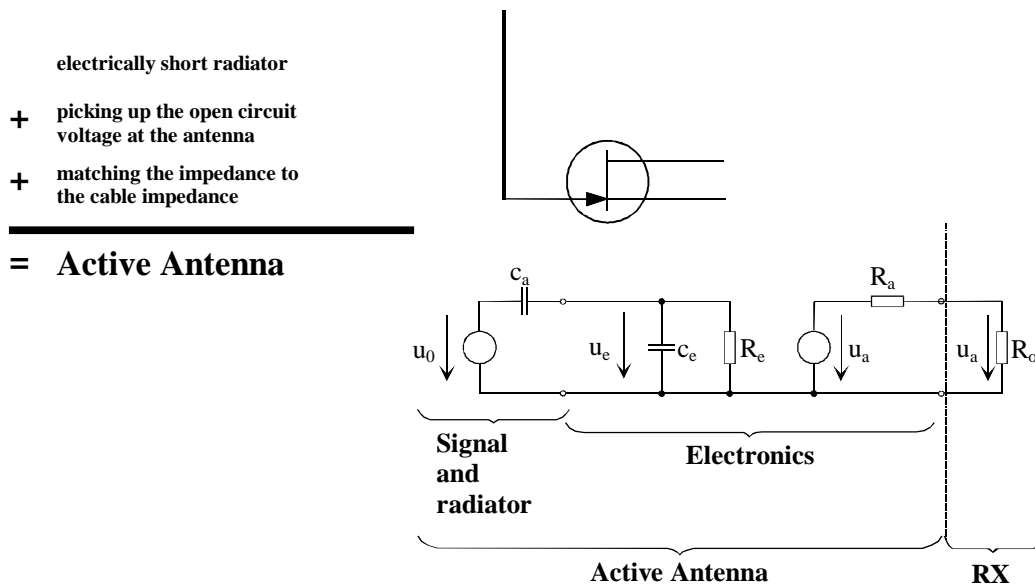 electrically short radiator
+ picking up the open circuit
voltage at the antenna
+ matching the impedance to
the cable impedance
= Active Antenna
c_a
R_a
u_0
u_e
c_e
R_e
u_a
u_a
R_o
Signal
and
radiator
Electronics
Active Antenna
RX